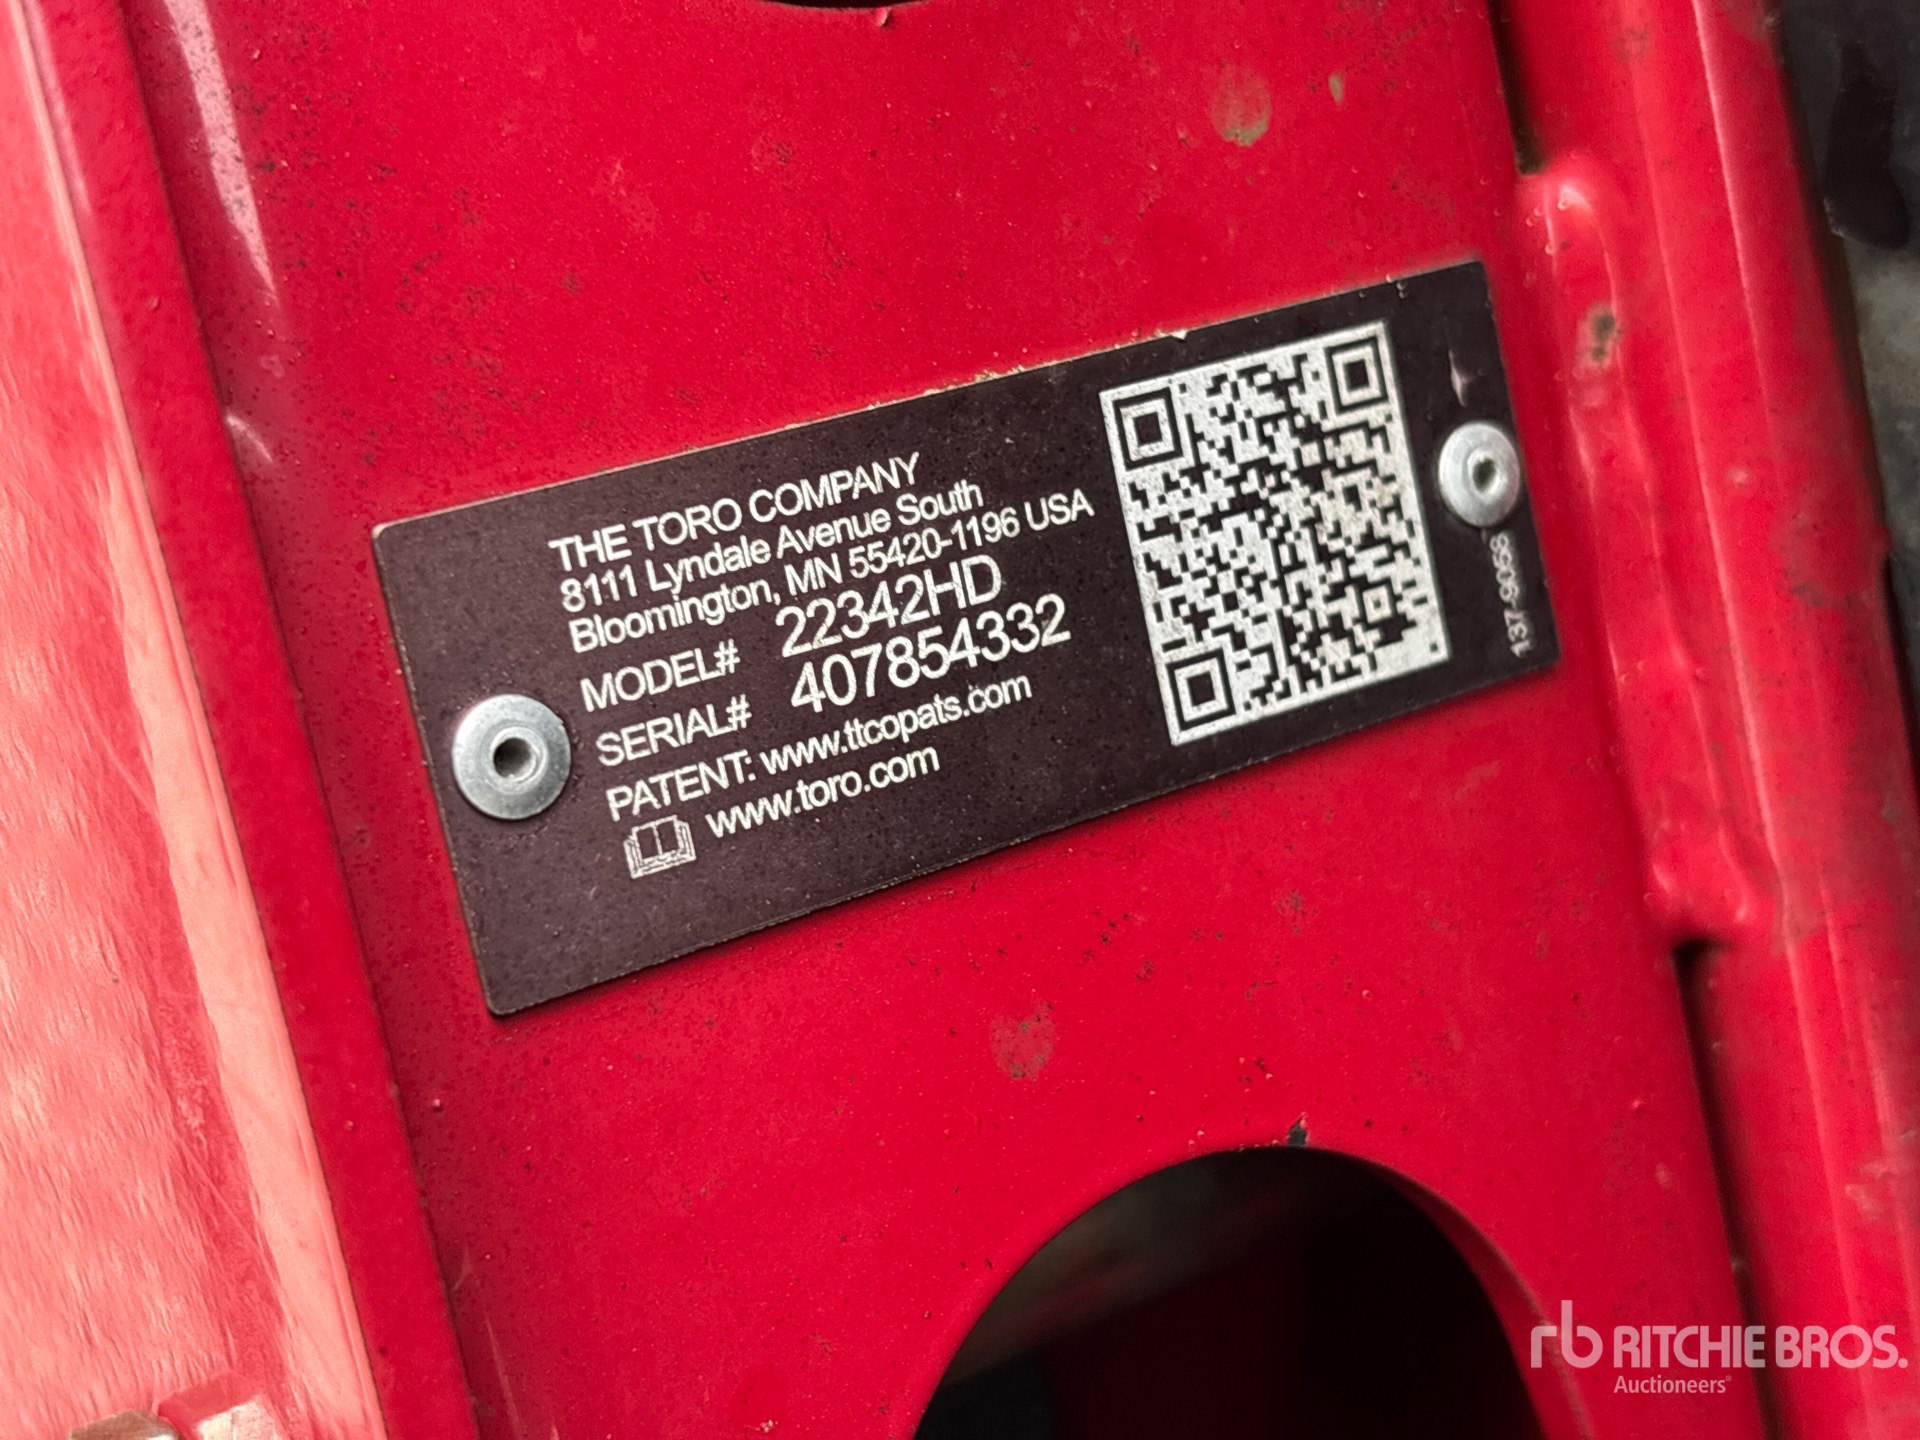 THE TORO COMPANY
8111 Lyndale Avenue South
Bloomington, MN 55420-1196 USA
MODEL# 22342HD
SERIAL# 407854332
PATENT: www.ttcopats.com
www.toro.com
137-9058
rb RITCHIE BROS.
Auctioneers